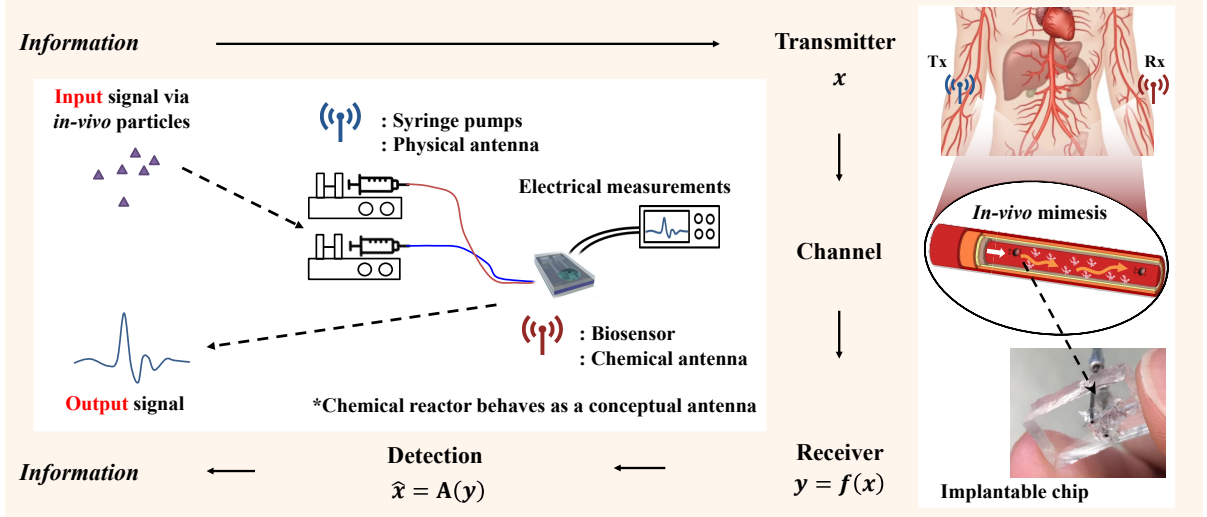 Information
Transmitter
x
Tx
Rx
Input signal via
in-vivo particles
: Syringe pumps
: Physical antenna
Electrical measurements
Channel
In-vivo mimesis
: Biosensor
: Chemical antenna
Output signal
*Chemical reactor behaves as a conceptual antenna
Information
Detection
x̂ = A(y)
Receiver
y = f(x)
Implantable chip